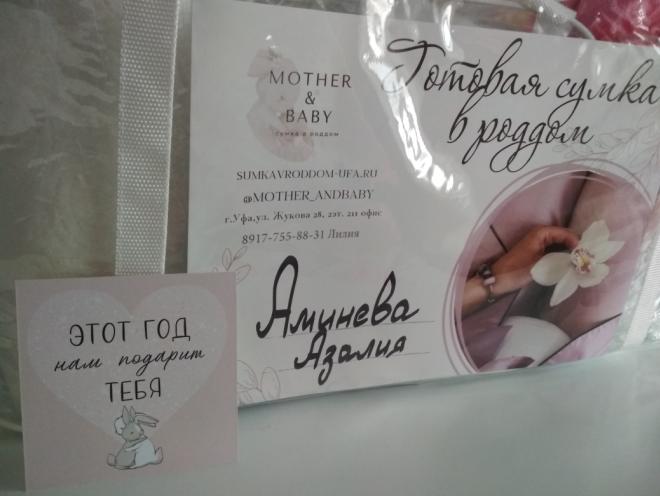 MOTHER
&
BABY
сумка в роддом
Готовая сумка
в роддом
SUMKAVRODDOM-UFA.RU
@MOTHER_ANDBABY
г.Уфа,ул. Жукова 28, 2эт. 211 офис
8917-755-88-31 Лилия
Аминева
Азалия
ЭТОТ ГОД
нам подарит
ТЕБЯ